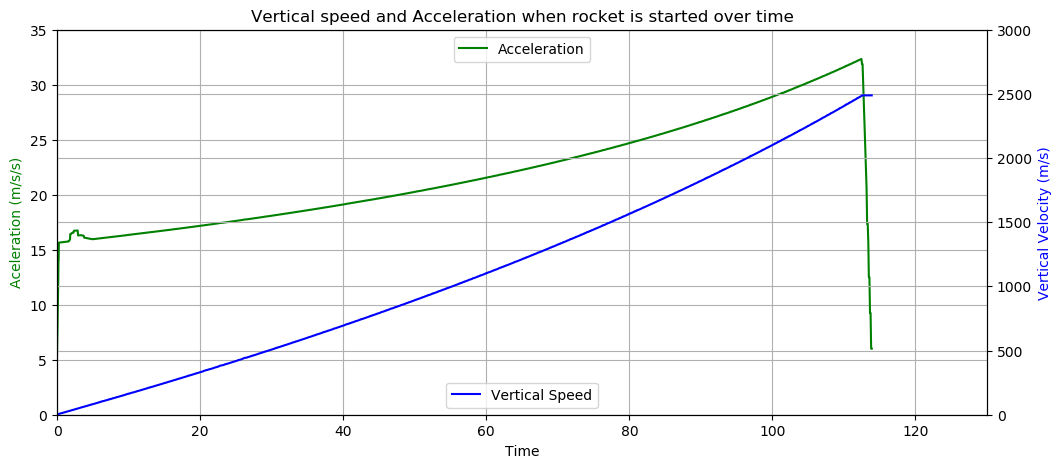 Vertical speed and Acceleration when rocket is started over time
Acceleration
Vertical Speed
Aceleration (m/s/s)
35
30
25
20
15
10
5
0
3000
2500
2000
1500
1000
500
0
Vertical Velocity (m/s)
0 20 40 60 80 100 120
Time